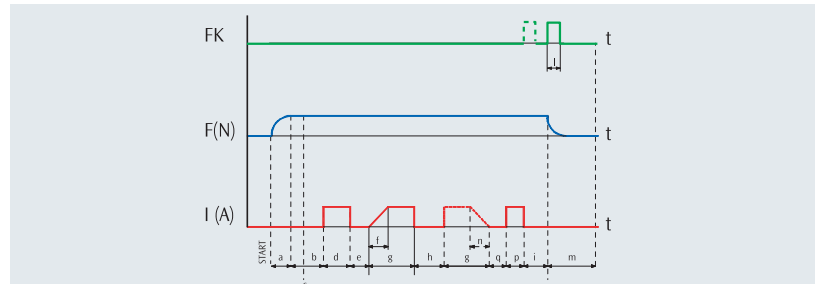 FK t
l
F(N) t
I (A) t
f n
START a b d e g h g q p i m